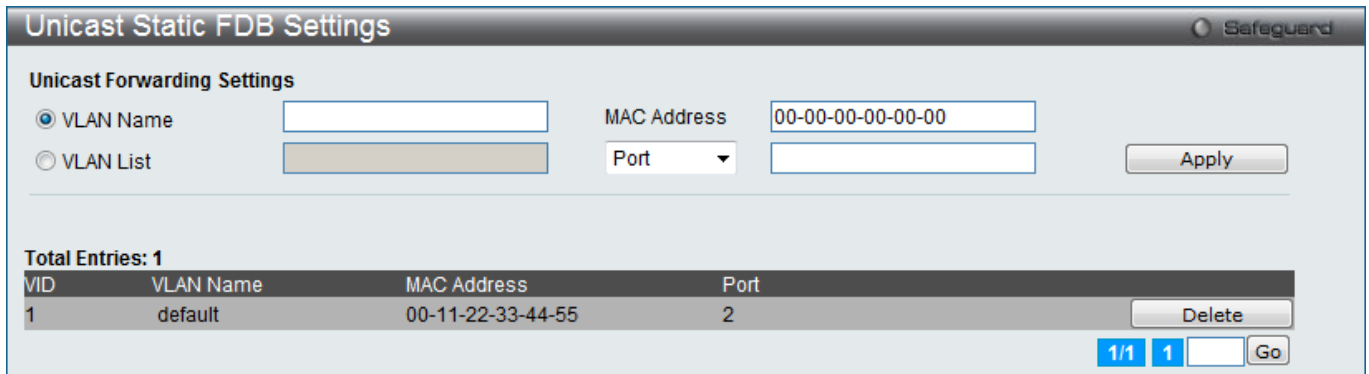 Unicast Static FDB Settings
Safeguard
Unicast Forwarding Settings
VLAN Name MAC Address 00-00-00-00-00-00
VLAN List Port Apply
Total Entries: 1
VID VLAN Name MAC Address Port
1 default 00-11-22-33-44-55 2 Delete
1/1 1 Go